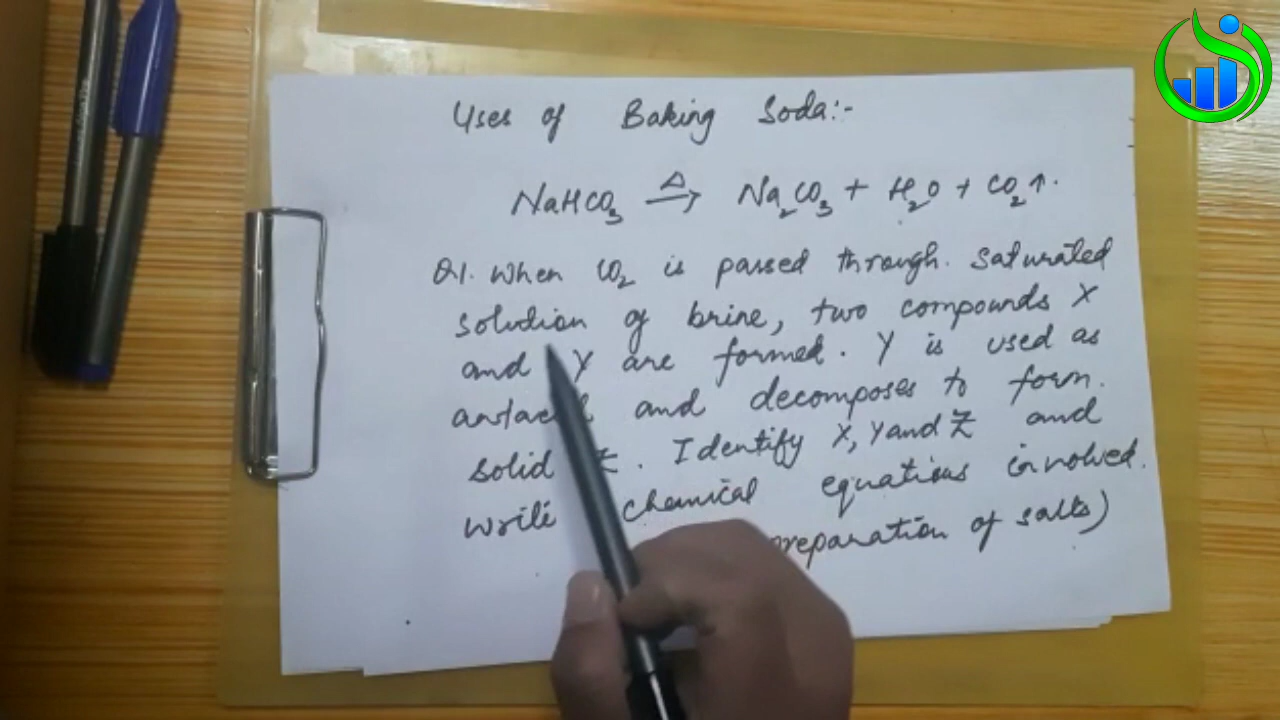 Uses of Baking Soda:-
NaHCO₃ —Δ→ Na₂CO₃ + H₂O + CO₂↑.
Q1. When CO₂ is passed through. saturated
solution of brine, two compounds X
and Y are formed. Y is used as
and decomposes to form.
solid Z. Identify X, Y and Z and
write chemical equations involved.
preparation of salts)